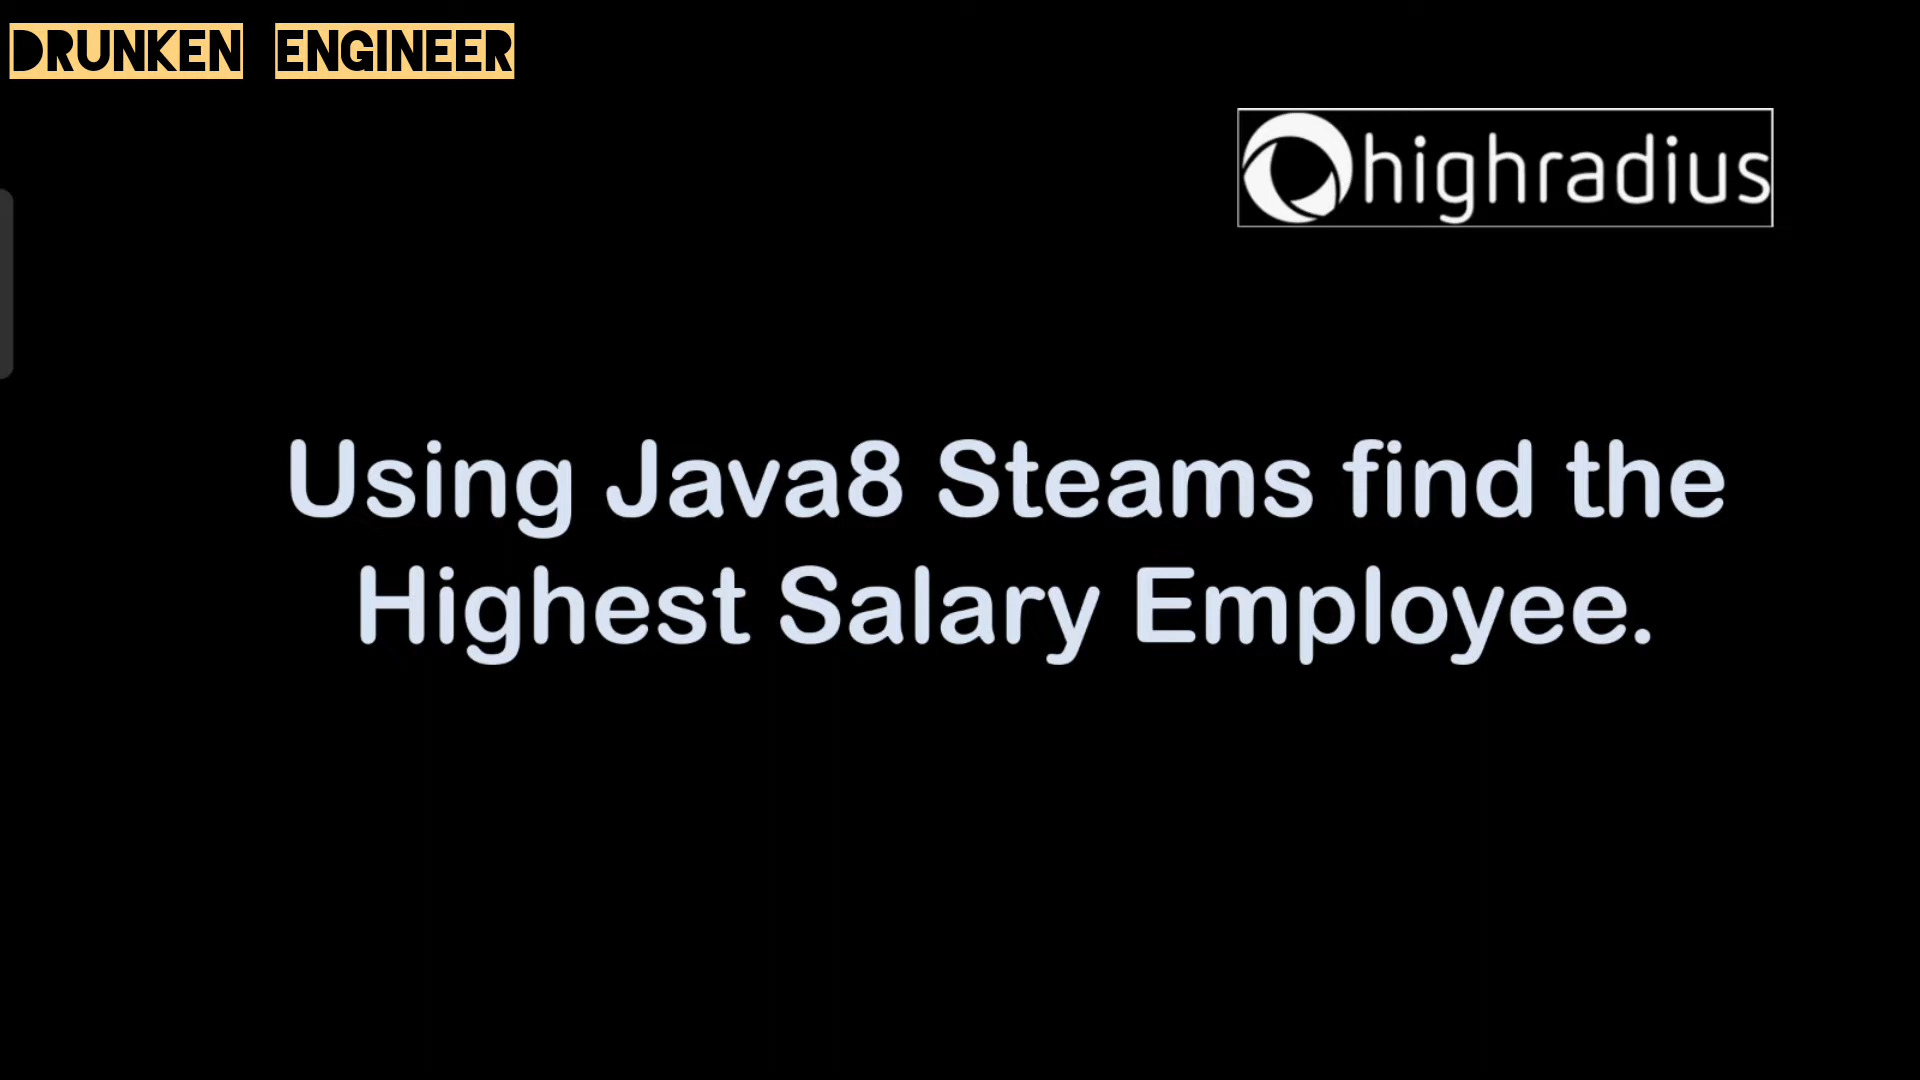 DRUNKEN ENGINEER
highradius
Using Java8 Steams find the
Highest Salary Employee.